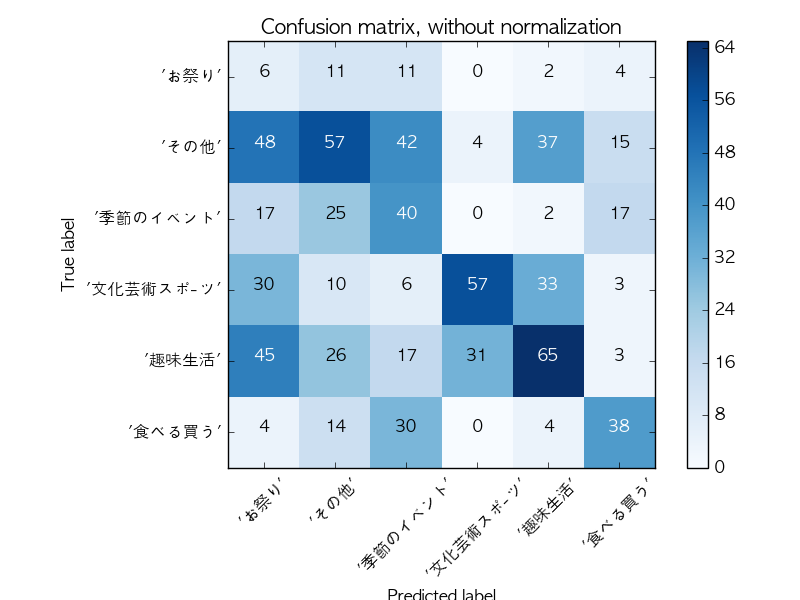 Confusion matrix, without normalization
'お祭り' 6 11 11 0 2 4
'その他' 48 57 42 4 37 15
'季節のイベント' 17 25 40 0 2 17
'文化芸術スポーツ' 30 10 6 57 33 3
'趣味生活' 45 26 17 31 65 3
'食べる買う' 4 14 30 0 4 38
True label
'お祭り' 'その他' '季節のイベント' '文化芸術スポーツ' '趣味生活' '食べる買う'
Predicted label
64
56
48
40
32
24
16
8
0